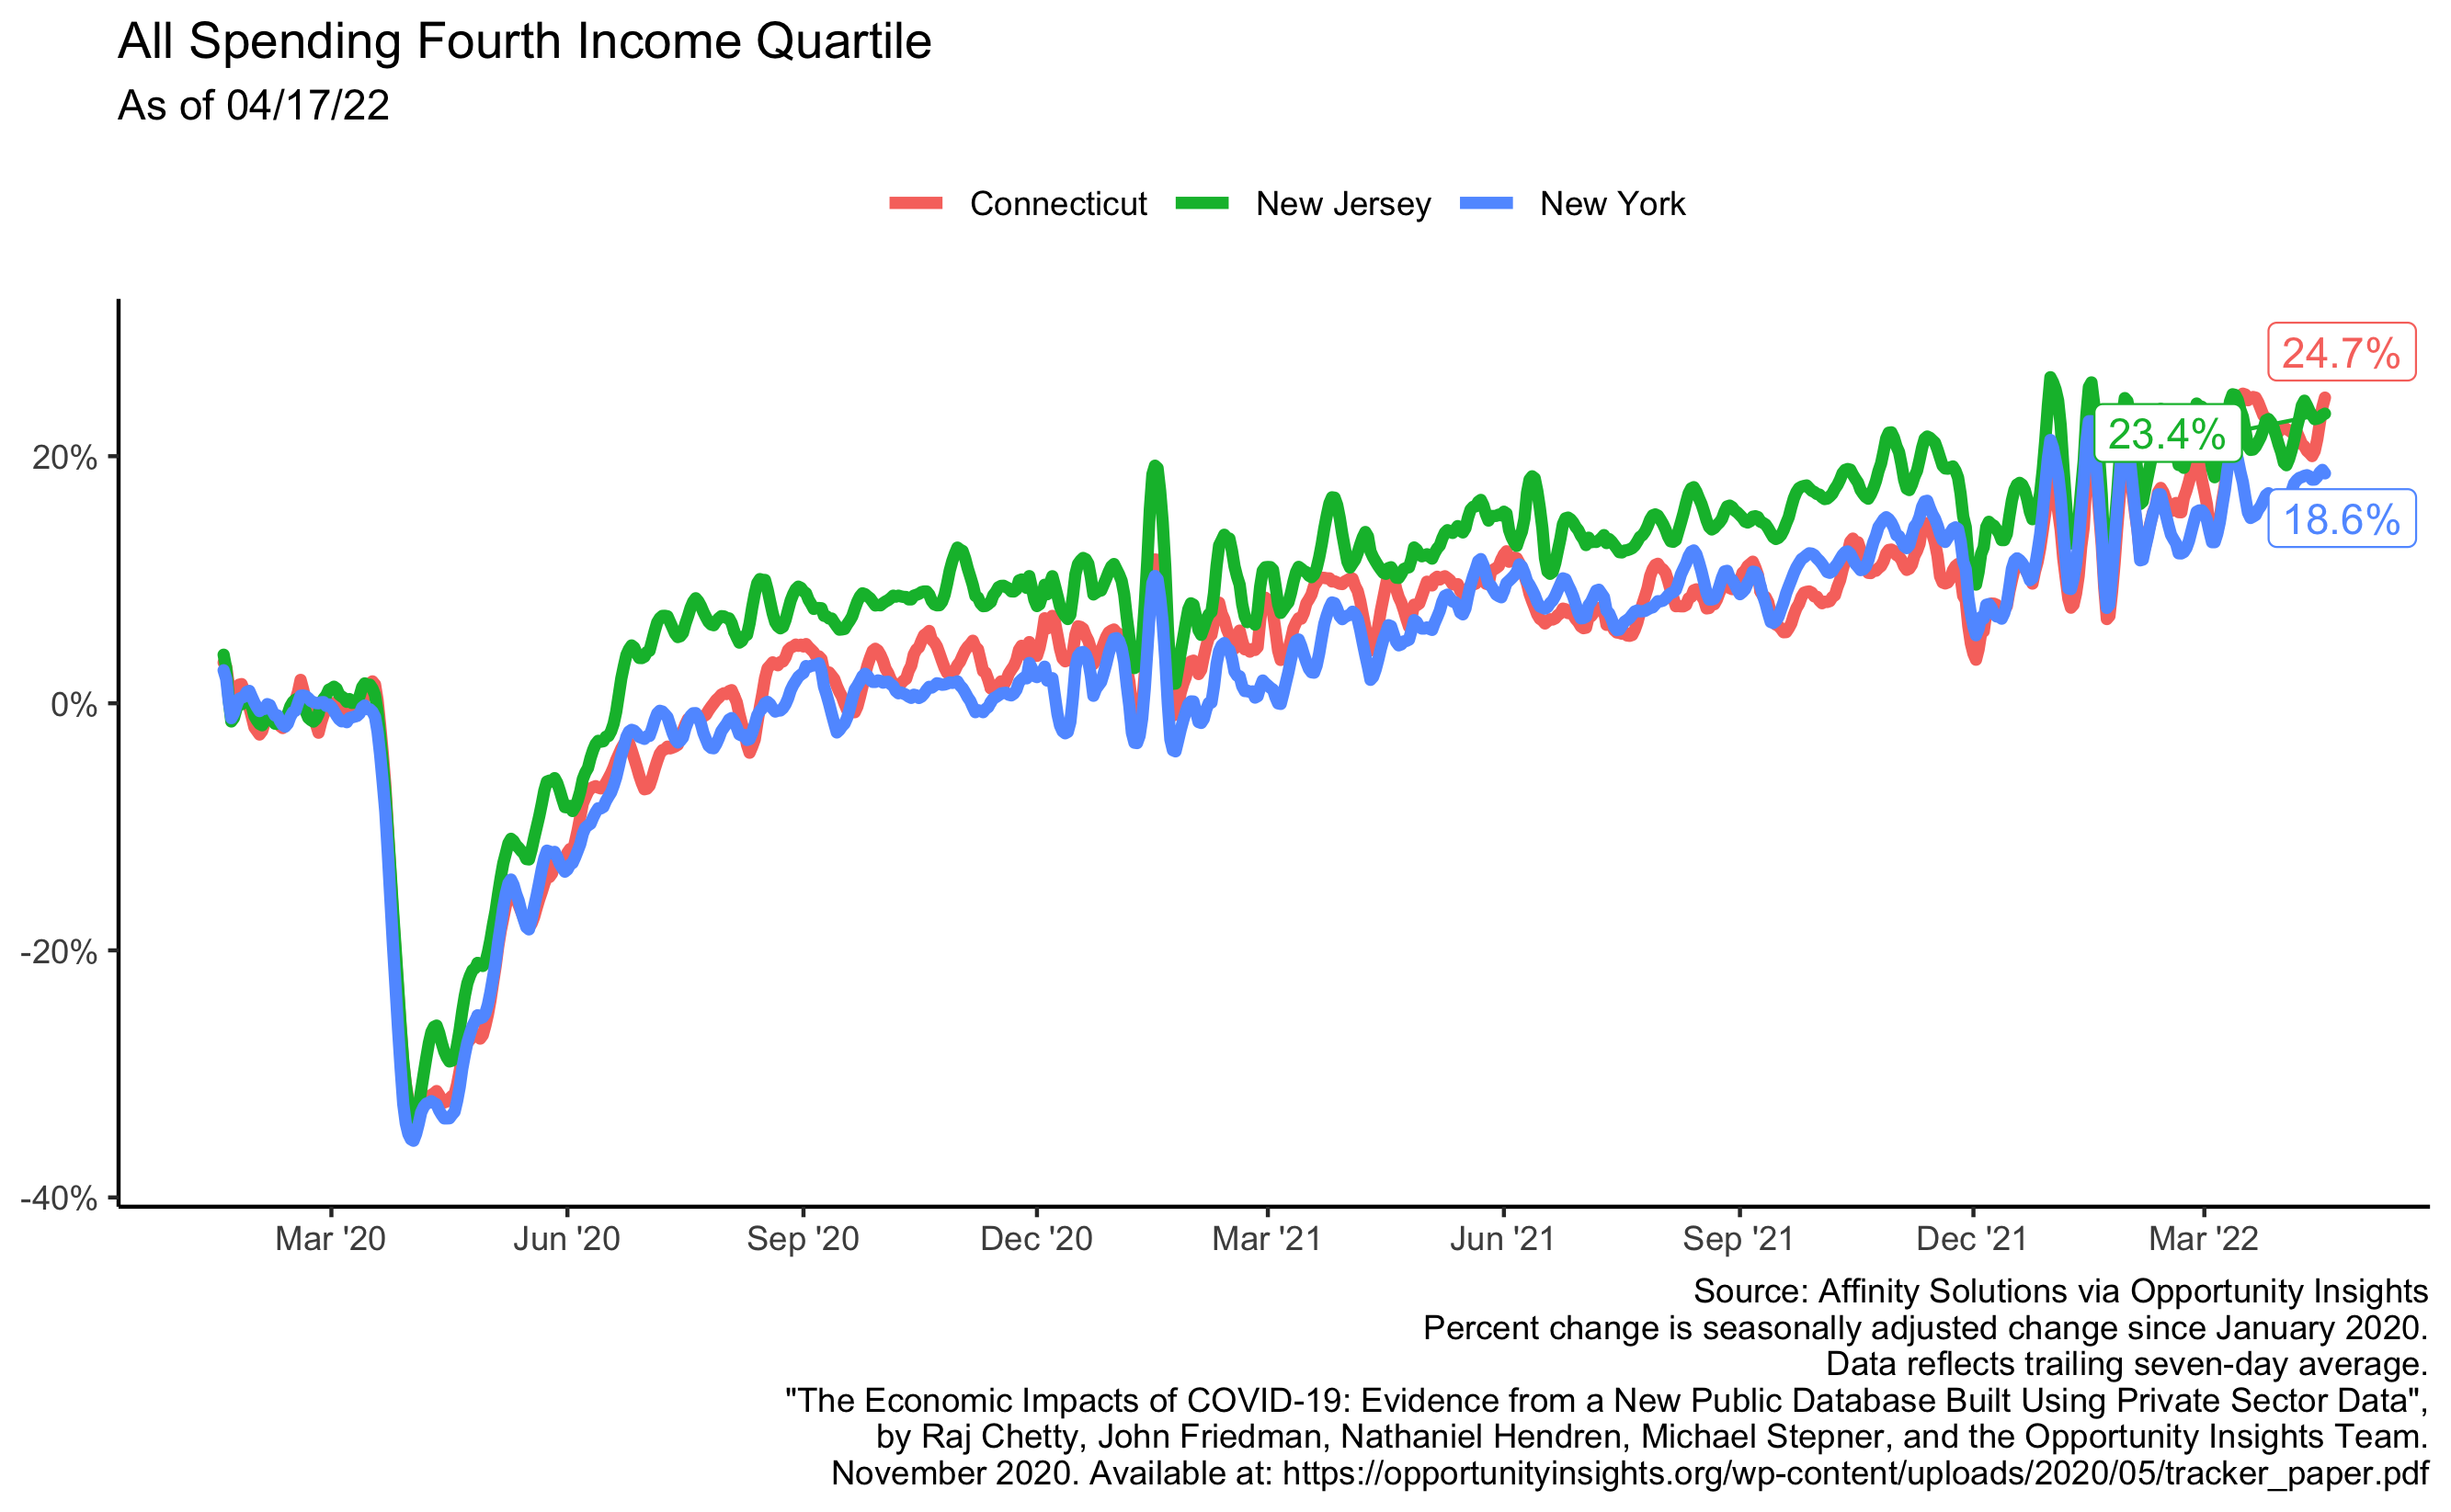 All Spending Fourth Income Quartile
As of 04/17/22
Connecticut New Jersey New York
24.7%
23.4%
18.6%
20%
0%
-20%
-40%
Mar '20 Jun '20 Sep '20 Dec '20 Mar '21 Jun '21 Sep '21 Dec '21 Mar '22
Source: Affinity Solutions via Opportunity Insights
Percent change is seasonally adjusted change since January 2020.
Data reflects trailing seven-day average.
"The Economic Impacts of COVID-19: Evidence from a New Public Database Built Using Private Sector Data",
by Raj Chetty, John Friedman, Nathaniel Hendren, Michael Stepner, and the Opportunity Insights Team.
November 2020. Available at: https://opportunityinsights.org/wp-content/uploads/2020/05/tracker_paper.pdf